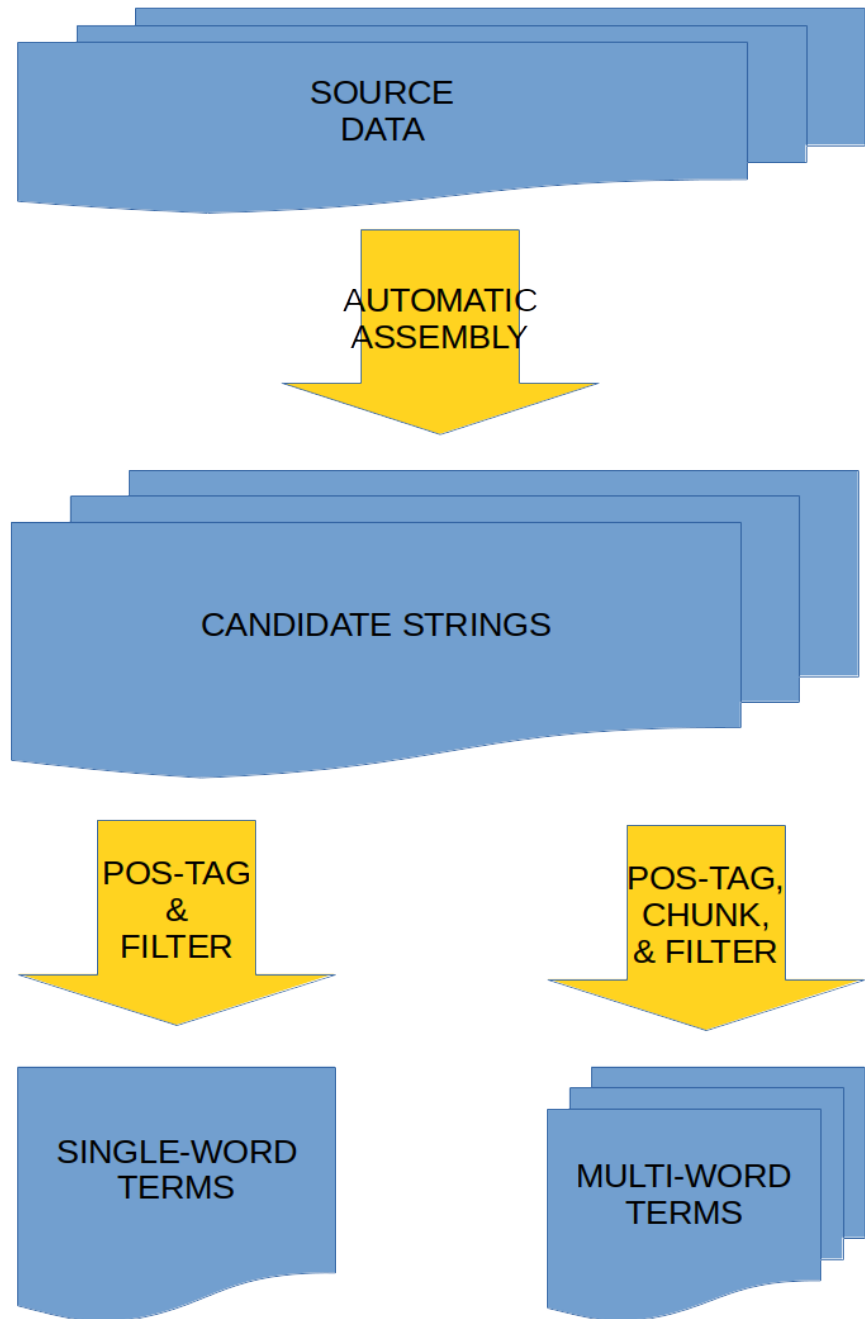 SOURCE
DATA
AUTOMATIC
ASSEMBLY
CANDIDATE STRINGS
POS-TAG
&
FILTER
POS-TAG,
CHUNK,
& FILTER
SINGLE-WORD
TERMS
MULTI-WORD
TERMS